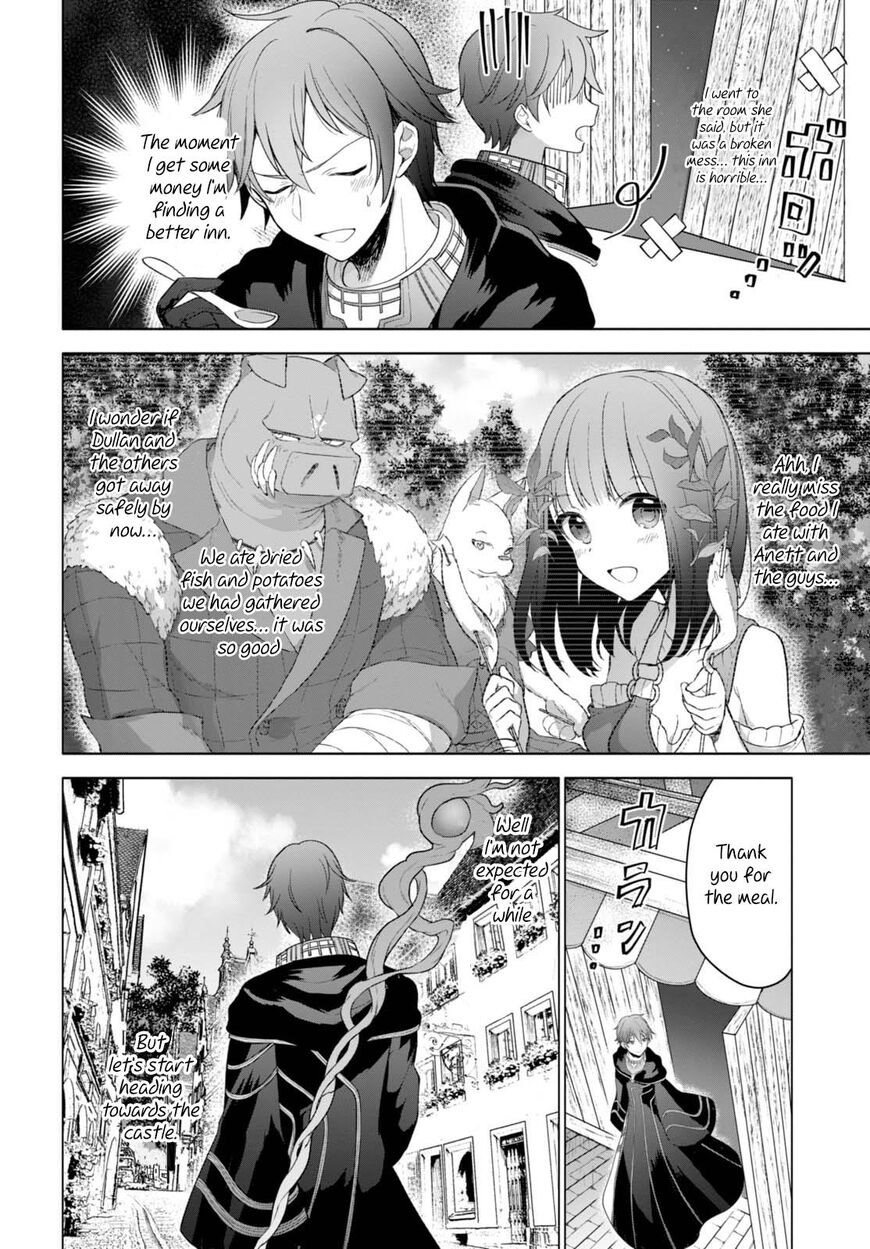 I went
to the
room she
said, but it
was a broken
mess... this inn
is horrible...
ボロッ
The moment
I get some
money I'm
finding a
better inn.
Ahh, I
really miss
the food I
ate with
Anett and
the guys...
I wonder if
Dullan and
the others
got away
safely by
now...
We ate dried
fish and potatoes
we had gathered
ourselves... it was
so good
Thank
you for
the meal.
カラン
Well
I'm not
expected
for a
while
But
let's start
heading
towards the
castle.